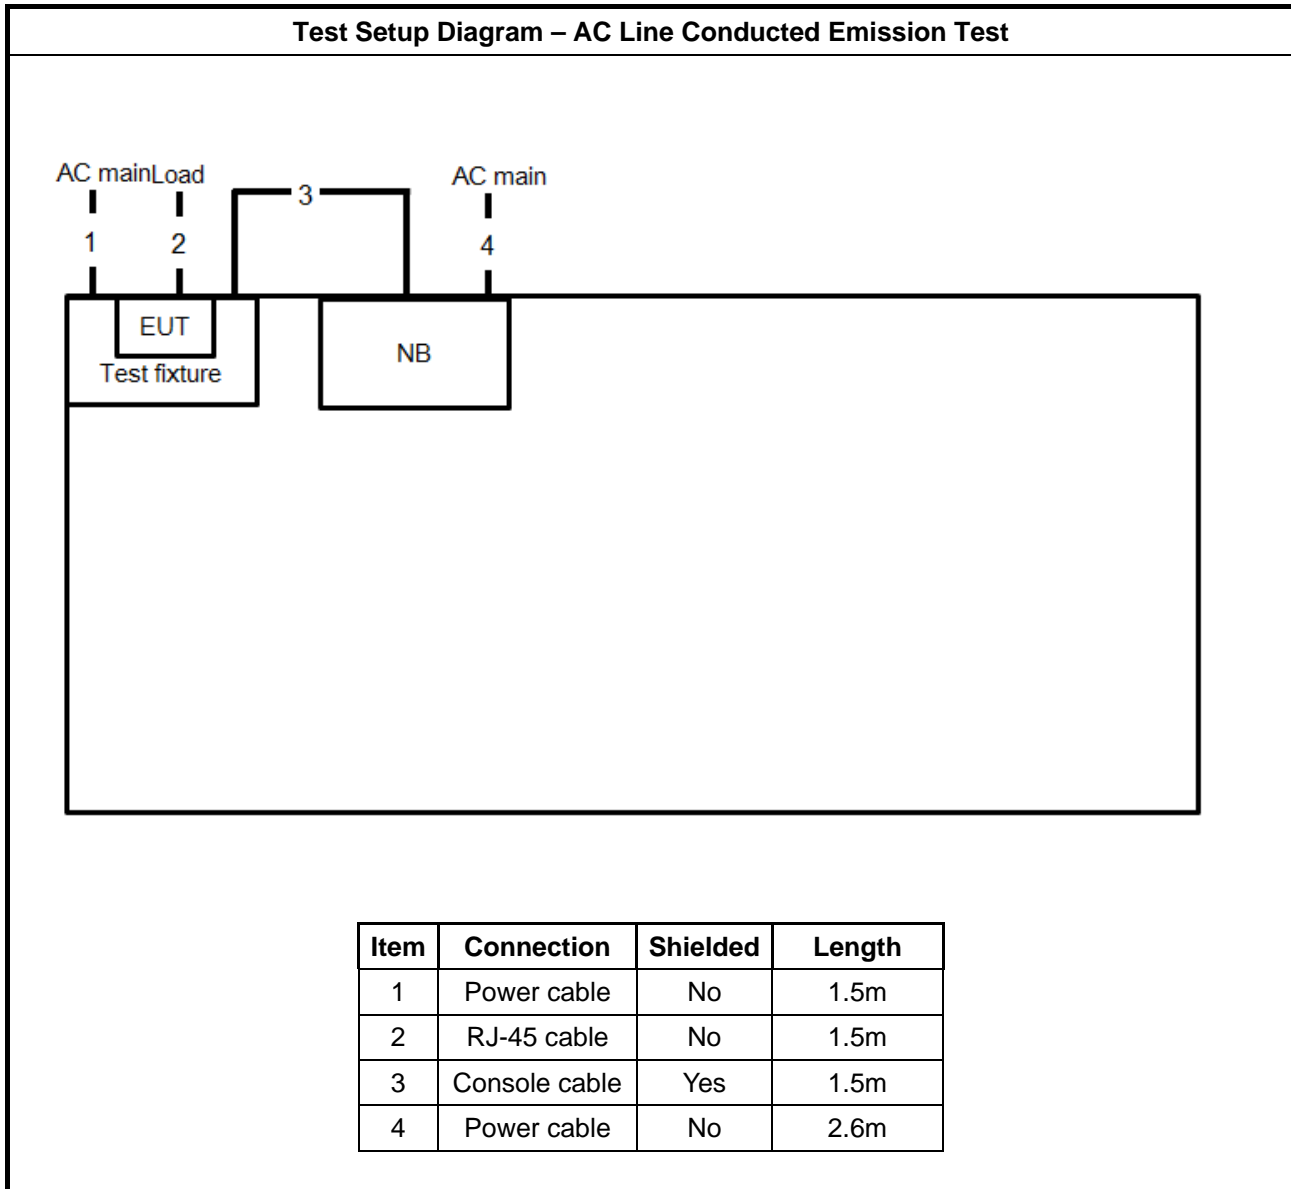 Test Setup Diagram – AC Line Conducted Emission Test
AC main Load AC main
3
1 2 4
EUT
NB
Test fixture
Item Connection Shielded Length
1 Power cable No 1.5m
2 RJ-45 cable No 1.5m
3 Console cable Yes 1.5m
4 Power cable No 2.6m